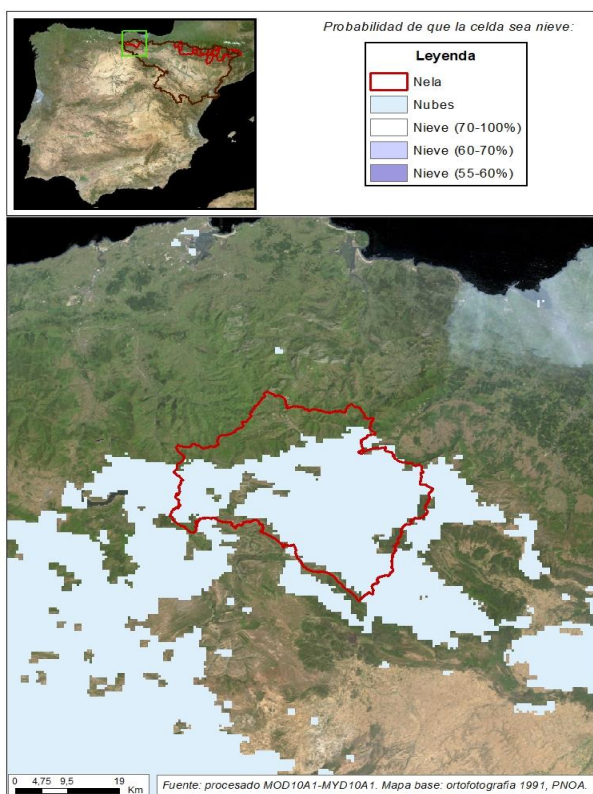 Probabilidad de que la celda sea nieve:
Leyenda
Nela
Nubes
Nieve (70-100%)
Nieve (60-70%)
Nieve (55-60%)
0 4,75 9,5 19
Km
Fuente: procesado MOD10A1-MYD10A1. Mapa base: ortofotografia 1991, PNOA.